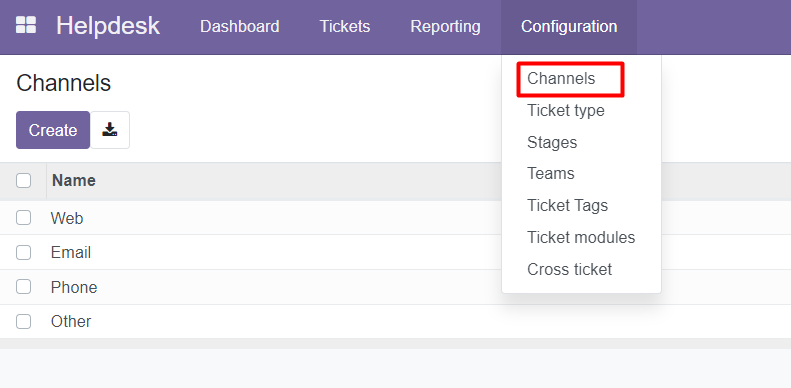 Helpdesk Dashboard Tickets Reporting Configuration
Channels
Create
Name
Web
Email
Phone
Other
Channels
Ticket type
Stages
Teams
Ticket Tags
Ticket modules
Cross ticket